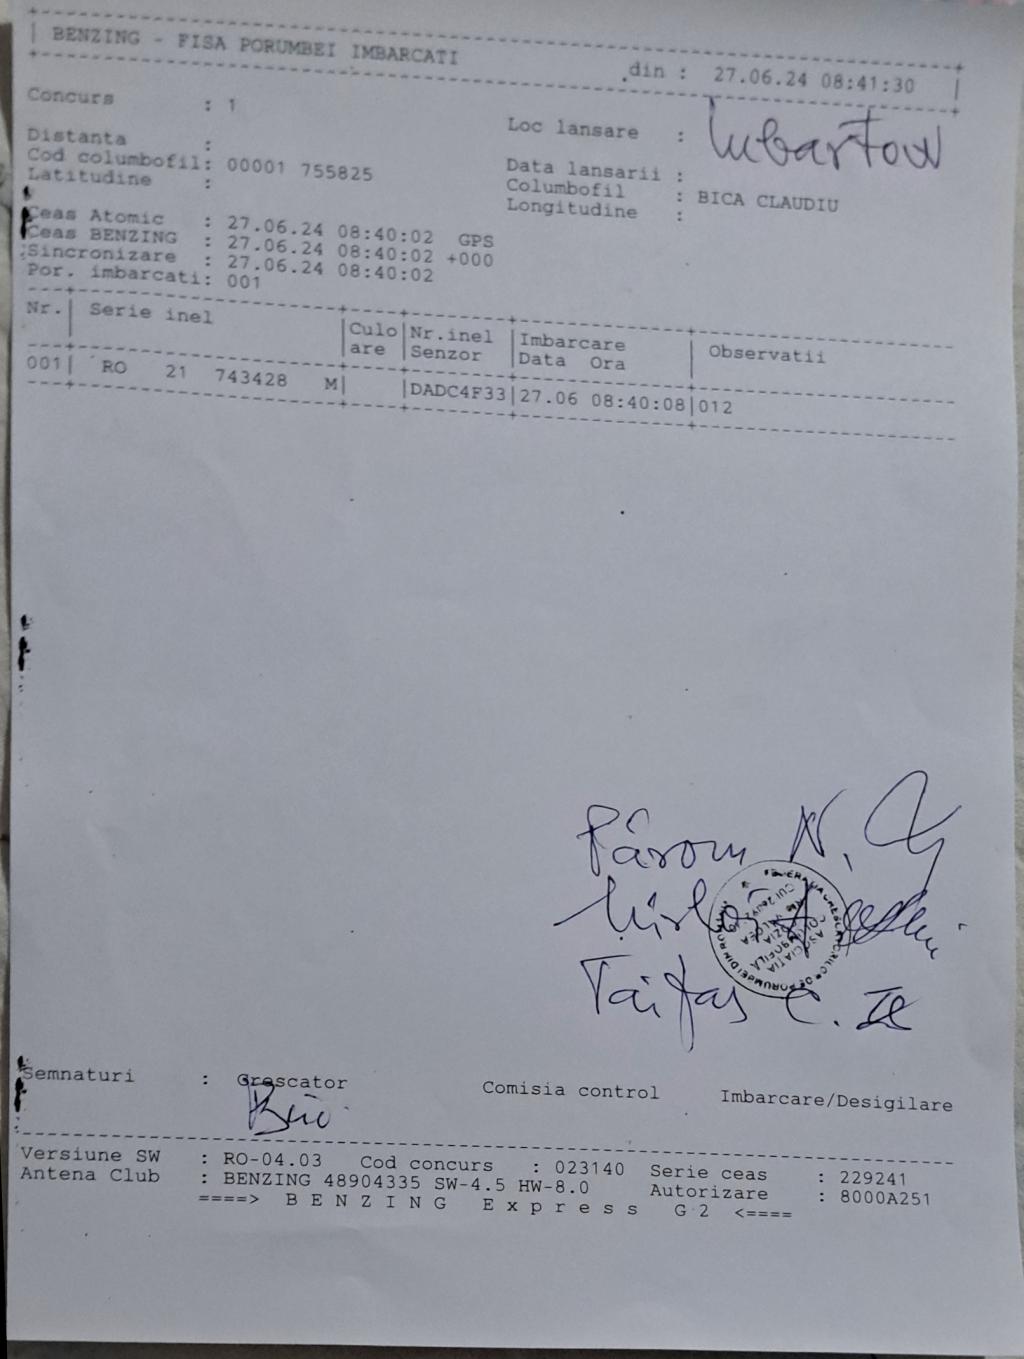 BENZING - FISA PORUMBEI IMBARCATI din : 27.06.24 08:41:30
Concurs : 1 Loc lansare : Lubartow
Distanta : Data lansarii :
Cod columbofil: 00001 755825 Columbofil : BICA CLAUDIU
Latitudine : Longitudine :
Ceas Atomic : 27.06.24 08:40:02 GPS
Ceas BENZING : 27.06.24 08:40:02 +000
Sincronizare : 27.06.24 08:40:02
Por. imbarcati: 001
Nr.| Serie inel |Culo|Nr.inel |Imbarcare | Observatii
|are |Senzor |Data Ora
001| RO 21 743428 M| |DADC4F33|27.06 08:40:08|012
Părom N.
Taifas C.
Semnaturi : Crescator Comisia control Imbarcare/Desigilare
Versiune SW : RO-04.03 Cod concurs : 023140 Serie ceas : 229241
Antena Club : BENZING 48904335 SW-4.5 HW-8.0 Autorizare : 8000A251
====> B E N Z I N G E x p r e s s G 2 <====